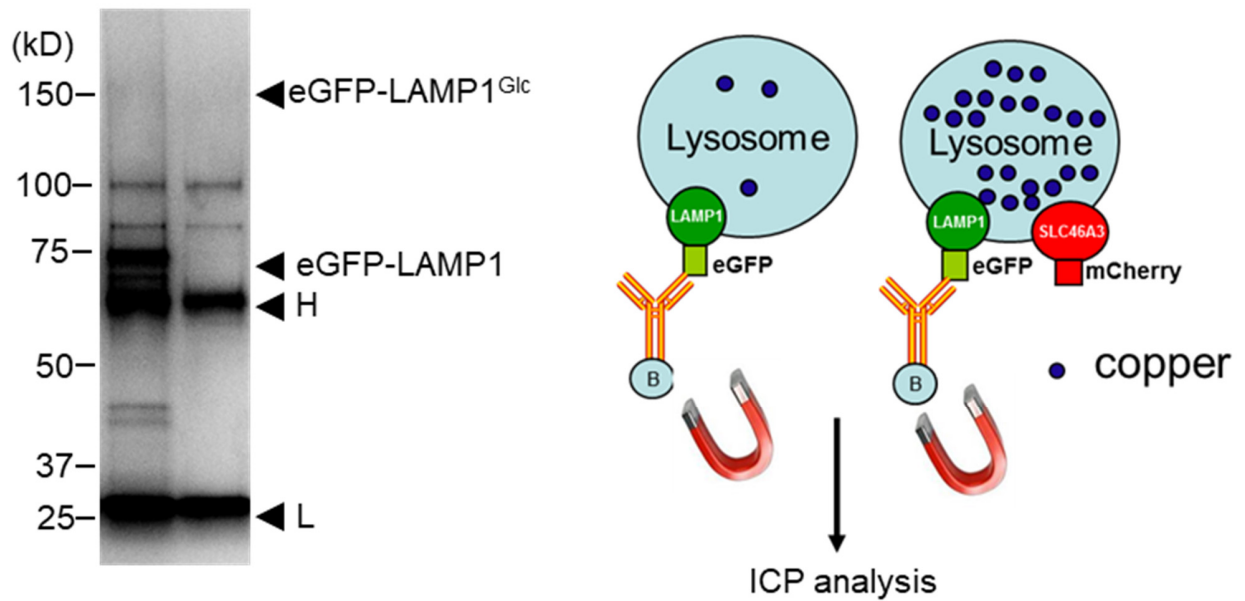 (kD)
150
eGFP-LAMP1Glc
100
75
eGFP-LAMP1
H
50
37
25
L
Lysosome
LAMP1
eGFP
B
Lysosome
LAMP1
SLC46A3
eGFP
mCherry
B
copper
ICP analysis